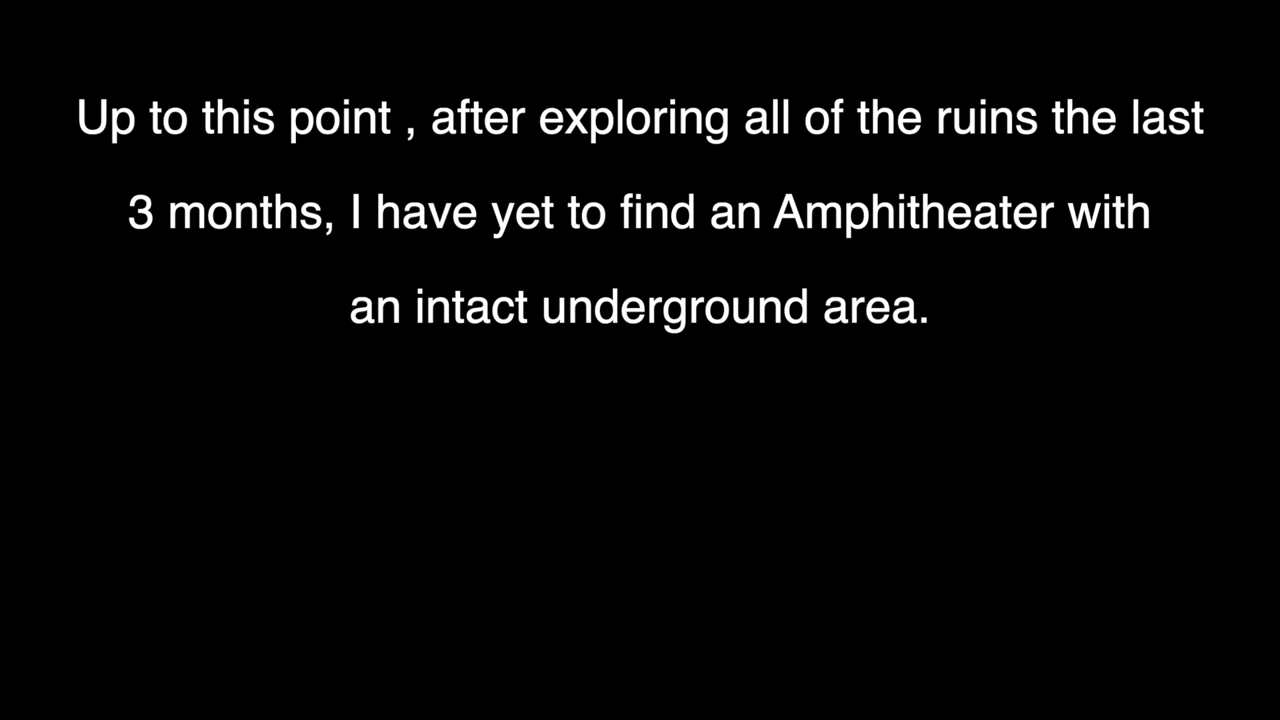 Up to this point , after exploring all of the ruins the last
3 months, I have yet to find an Amphitheater with
an intact underground area.